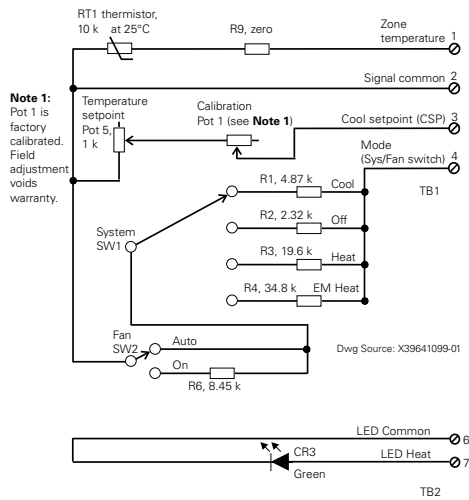 RT1 thermistor,
10 k at 25°C
R9, zero
Zone
temperature 1
Signal common 2
Note 1:
Pot 1 is
factory
calibrated.
Field
adjustment
voids
warranty.
Temperature
setpoint
Pot 5,
1 k
Calibration
Pot 1 (see Note 1)
Cool setpoint (CSP) 3
Mode
(Sys/Fan switch) 4
TB1
R1, 4.87 k Cool
R2, 2.32 k Off
System
SW1
R3, 19.6 k Heat
R4, 34.8 k EM Heat
Fan
SW2
Auto
On
R6, 8.45 k
Dwg Source: X39641099-01
LED Common 6
CR3
Green
LED Heat 7
TB2